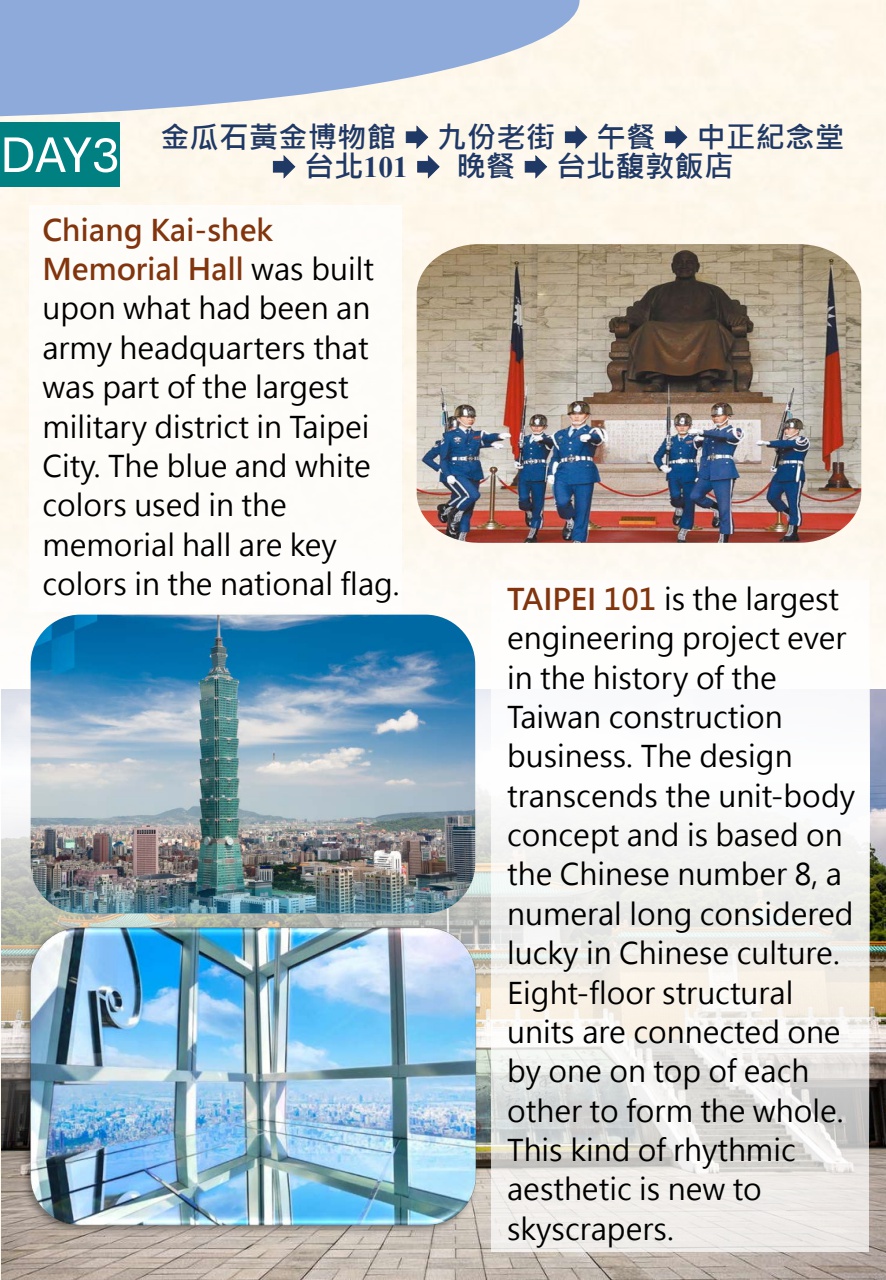 DAY3
金瓜石黃金博物館 ➡ 九份老街 ➡ 午餐 ➡ 中正紀念堂
➡ 台北101 ➡ 晚餐 ➡ 台北馥敦飯店
Chiang Kai-shek
Memorial Hall was built
upon what had been an
army headquarters that
was part of the largest
military district in Taipei
City. The blue and white
colors used in the
memorial hall are key
colors in the national flag.
TAIPEI 101 is the largest
engineering project ever
in the history of the
Taiwan construction
business. The design
transcends the unit-body
concept and is based on
the Chinese number 8, a
numeral long considered
lucky in Chinese culture.
Eight-floor structural
units are connected one
by one on top of each
other to form the whole.
This kind of rhythmic
aesthetic is new to
skyscrapers.